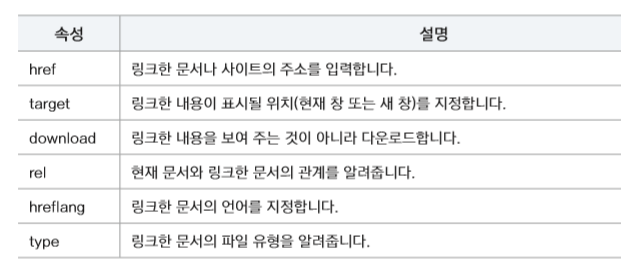 속성 설명
href 링크한 문서나 사이트의 주소를 입력합니다.
target 링크한 내용이 표시될 위치(현재 창 또는 새 창)를 지정합니다.
download 링크한 내용을 보여 주는 것이 아니라 다운로드합니다.
rel 현재 문서와 링크한 문서의 관계를 알려줍니다.
hreflang 링크한 문서의 언어를 지정합니다.
type 링크한 문서의 파일 유형을 알려줍니다.